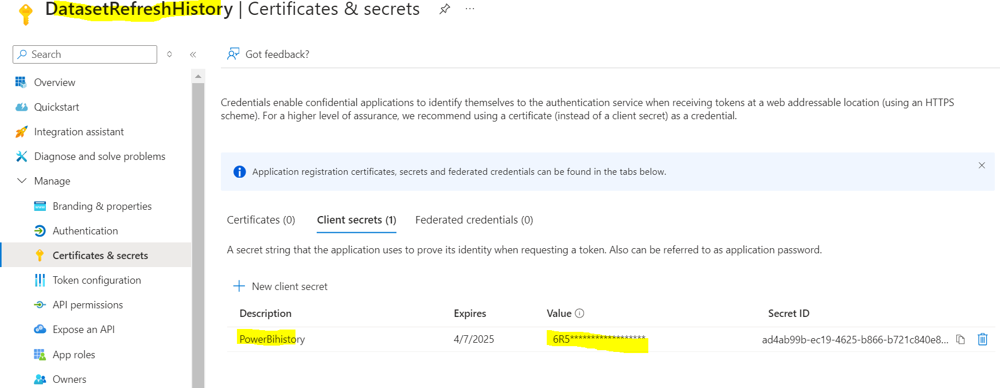 DatasetRefreshHistory | Certificates & secrets
Search
Got feedback?
Overview
Quickstart
Integration assistant
Diagnose and solve problems
Manage
Branding & properties
Authentication
Certificates & secrets
Token configuration
API permissions
Expose an API
App roles
Owners
Credentials enable confidential applications to identify themselves to the authentication service when receiving tokens at a web addressable location (using an HTTPS
scheme). For a higher level of assurance, we recommend using a certificate (instead of a client secret) as a credential.
Application registration certificates, secrets and federated credentials can be found in the tabs below.
Certificates (0) Client secrets (1) Federated credentials (0)
A secret string that the application uses to prove its identity when requesting a token. Also can be referred to as application password.
New client secret
Description Expires Value Secret ID
PowerBihistory 4/7/2025 6R5****************** ad4ab99b-ec19-4625-b866-b721c840e8...